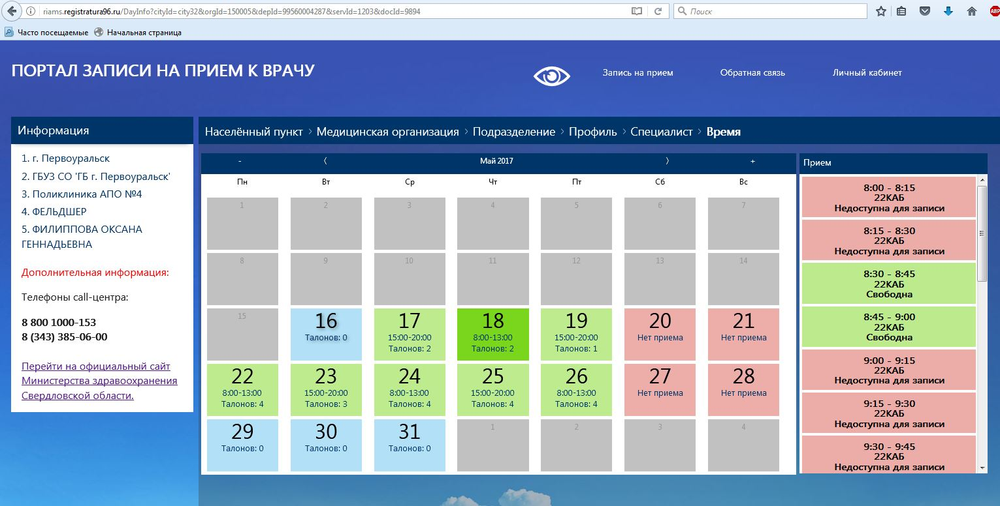 riams.registratura96.ru/DayInfo?cityId=city32&orgId=150005&depId=99560004287&servId=1203&docId=9894
Поиск
ABP
Часто посещаемые
Начальная страница
ПОРТАЛ ЗАПИСИ НА ПРИЕМ К ВРАЧУ
Запись на прием
Обратная связь
Личный кабинет
Информация
1. г. Первоуральск
2. ГБУЗ СО 'ГБ г. Первоуральск'
3. Поликлиника АПО №4
4. ФЕЛЬДШЕР
5. ФИЛИППОВА ОКСАНА
ГЕННАДЬЕВНА
Дополнительная информация:
Телефоны call-центра:
8 800 1000-153
8 (343) 385-06-00
Перейти на официальный сайт
Министерства здравоохранения
Свердловской области.
Населённый пункт › Медицинская организация › Подразделение › Профиль › Специалист › Время
- 〈 Май 2017 〉 +
Пн Вт Ср Чт Пт Сб Вс
1 2 3 4 5 6 7
8 9 10 11 12 13 14
15 16 17 18 19 20 21
Талонов: 0 15:00-20:00 8:00-13:00 15:00-20:00 Нет приема Нет приема
Талонов: 2 Талонов: 2 Талонов: 1
22 23 24 25 26 27 28
8:00-13:00 15:00-20:00 8:00-13:00 15:00-20:00 8:00-13:00 Нет приема Нет приема
Талонов: 4 Талонов: 3 Талонов: 4 Талонов: 4 Талонов: 4
29 30 31 1 2 3 4
Талонов: 0 Талонов: 0 Талонов: 0
Прием
8:00 - 8:15
22КАБ
Недоступна для записи
8:15 - 8:30
22КАБ
Недоступна для записи
8:30 - 8:45
22КАБ
Свободна
8:45 - 9:00
22КАБ
Свободна
9:00 - 9:15
22КАБ
Недоступна для записи
9:15 - 9:30
22КАБ
Недоступна для записи
9:30 - 9:45
22КАБ
Недоступна для записи